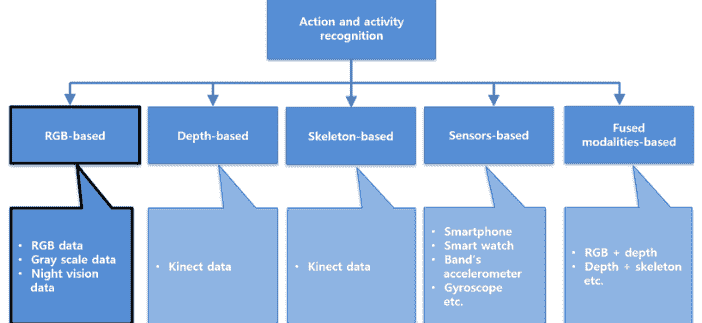 Action and activity
recognition
RGB-based
Depth-based
Skeleton-based
Sensors-based
Fused
modalities-based
• RGB data
• Gray scale data
• Night vision
data
• Kinect data
• Kinect data
• Smartphone
• Smart watch
• Band's
accelerometer
• Gyroscope
etc.
• RGB + depth
• Depth + skeleton
etc.